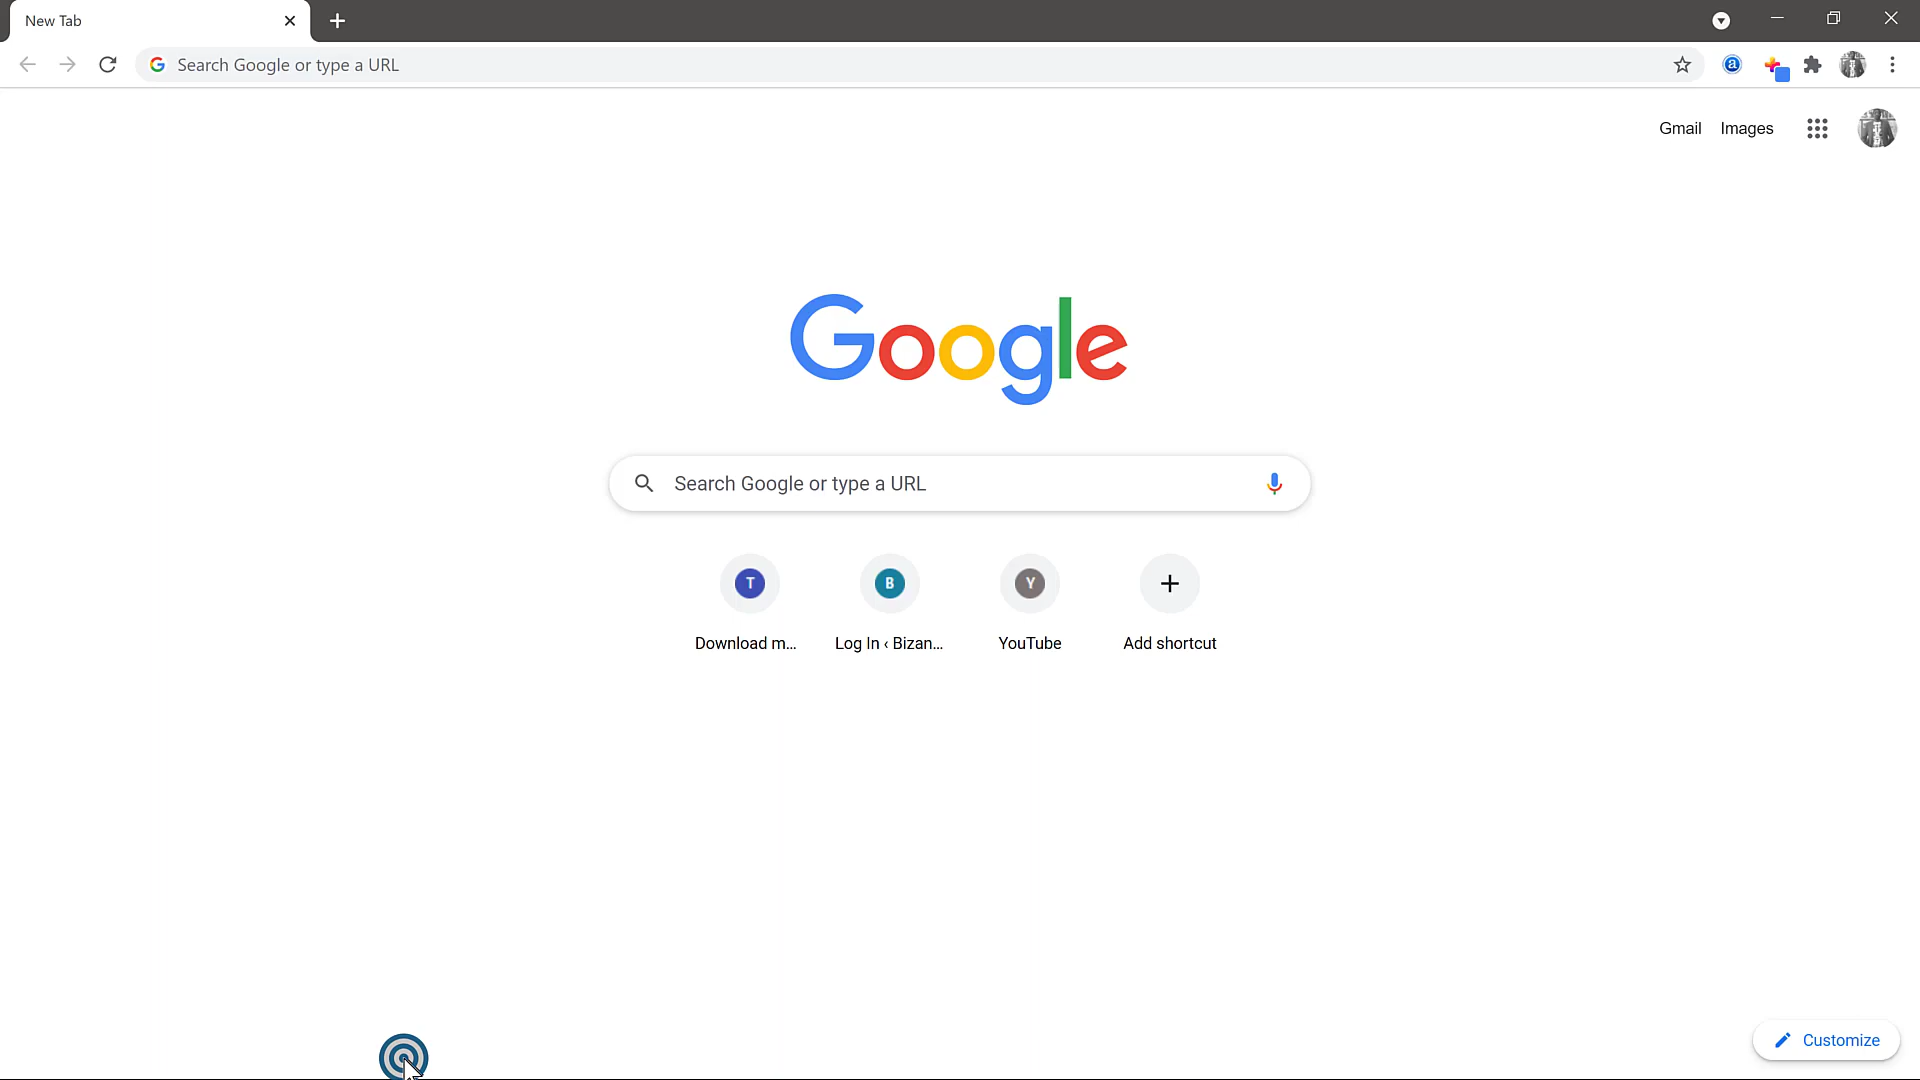 New Tab
Search Google or type a URL
Gmail Images
Google
Search Google or type a URL
T B Y
Download m... Log In ‹ Bizan... YouTube Add shortcut
Customize